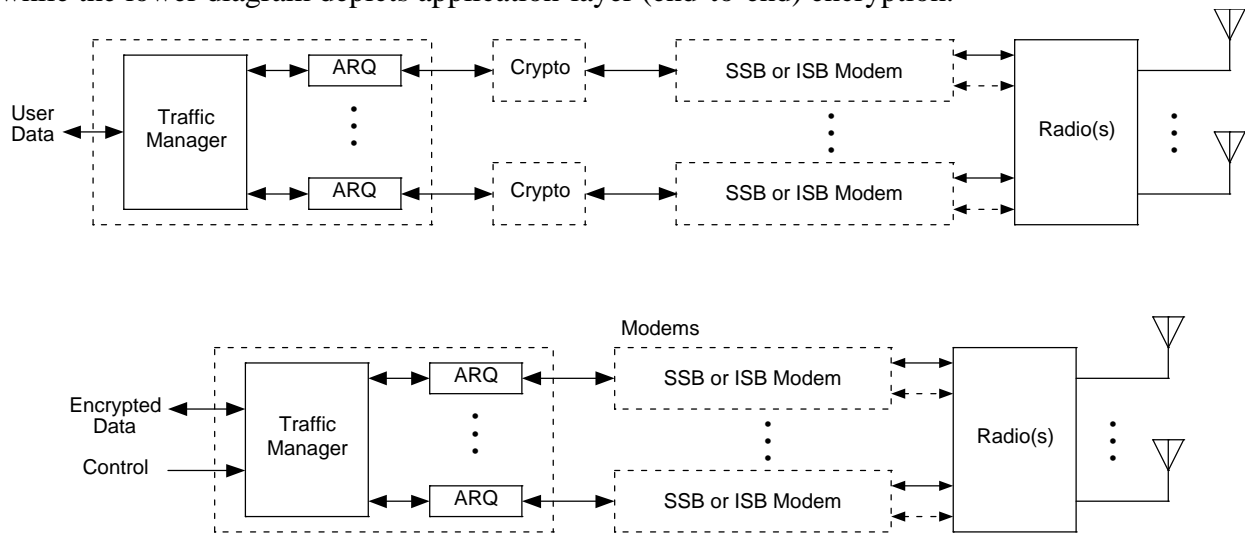 while the lower diagram depicts application-layer (end-to-end) encryption.
User
Data
Traffic
Manager
ARQ
ARQ
Crypto
Crypto
SSB or ISB Modem
SSB or ISB Modem
Radio(s)
Modems
Encrypted
Data
Control
Traffic
Manager
ARQ
ARQ
SSB or ISB Modem
SSB or ISB Modem
Radio(s)